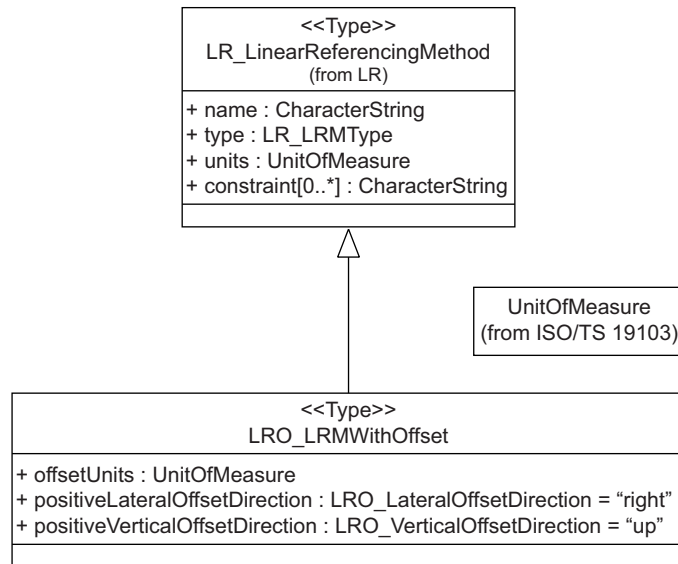 <<Type>>
LR_LinearReferencingMethod
(from LR)
+ name : CharacterString
+ type : LR_LRMType
+ units : UnitOfMeasure
+ constraint[0..*] : CharacterString
UnitOfMeasure
(from ISO/TS 19103)
<<Type>>
LRO_LRMWithOffset
+ offsetUnits : UnitOfMeasure
+ positiveLateralOffsetDirection : LRO_LateralOffsetDirection = “right”
+ positiveVerticalOffsetDirection : LRO_VerticalOffsetDirection = “up”